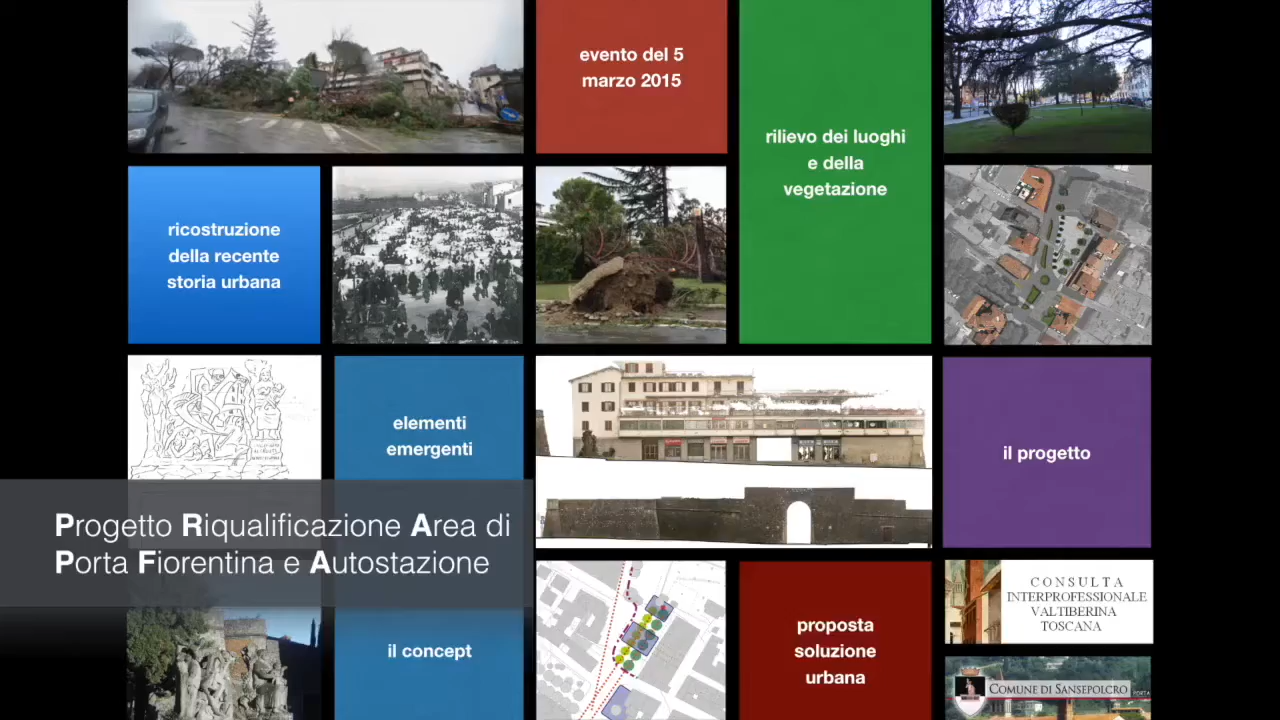 evento del 5
marzo 2015
rilievo dei luoghi
e della
vegetazione
ricostruzione
della recente
storia urbana
elementi
emergenti
il progetto
Progetto Riqualificazione Area di
Porta Fiorentina e Autostazione
il concept
proposta
soluzione
urbana
CONSULTA
INTERPROFESSIONALE
VALTIBERINA
TOSCANA
COMUNE DI SANSEPOLCRO